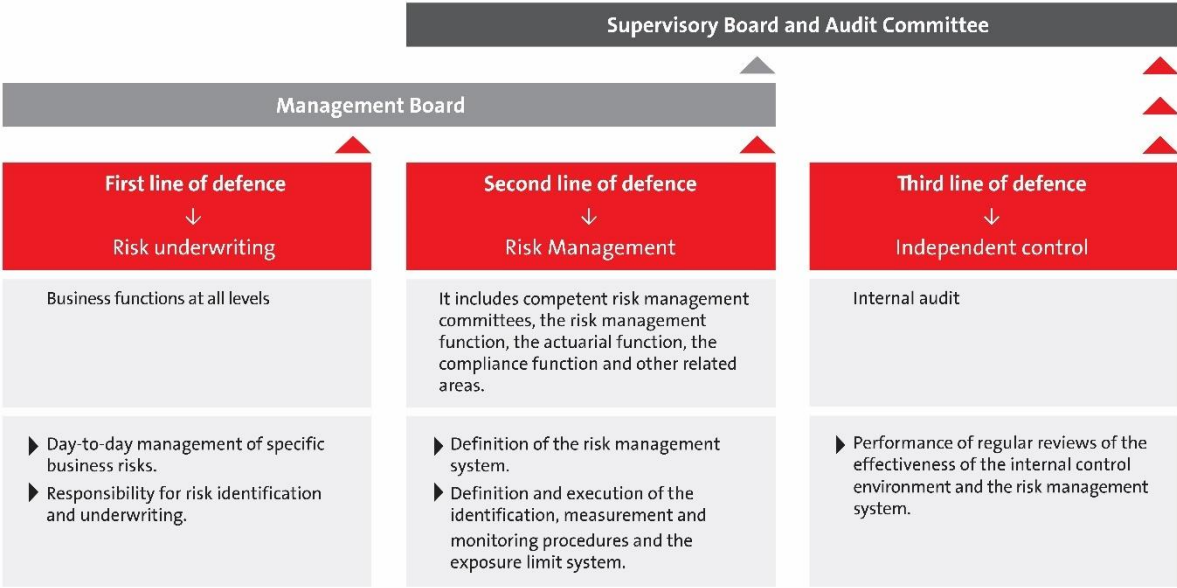 Supervisory Board and Audit Committee
Management Board
First line of defence
↓
Risk underwriting
Second line of defence
↓
Risk Management
Third line of defence
↓
Independent control
Business functions at all levels
It includes competent risk management
committees, the risk management
function, the actuarial function, the
compliance function and other related
areas.
Internal audit
Day-to-day management of specific
business risks.
Responsibility for risk identification
and underwriting.
Definition of the risk management
system.
Definition and execution of the
identification, measurement and
monitoring procedures and the
exposure limit system.
Performance of regular reviews of the
effectiveness of the internal control
environment and the risk management
system.